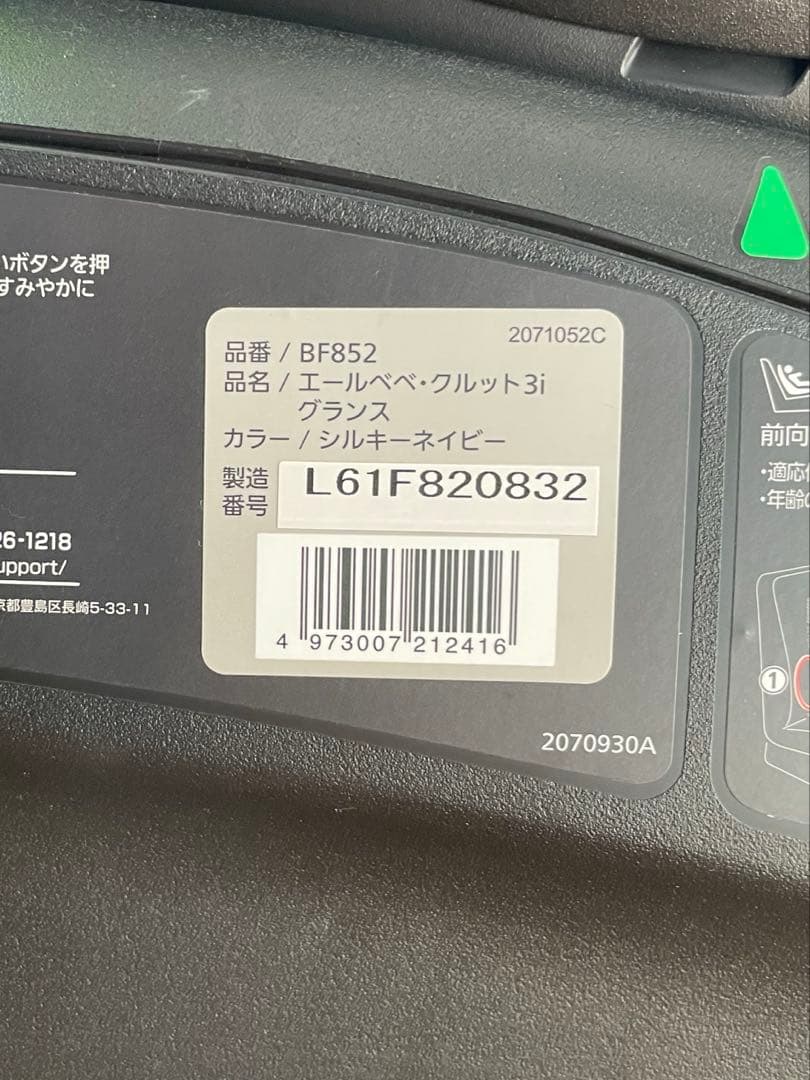 いボタンを押
すみやかに
2071052C
品番 / BF852
品名 / エールベベ・クルット3i
グランス
カラー / シルキーネイビー
製造
番号
L61F820832
4 973007 212416
26-1218
upport/
京都豊島区長崎5-33-11
2070930A
前向
・適応
・年齢の
1